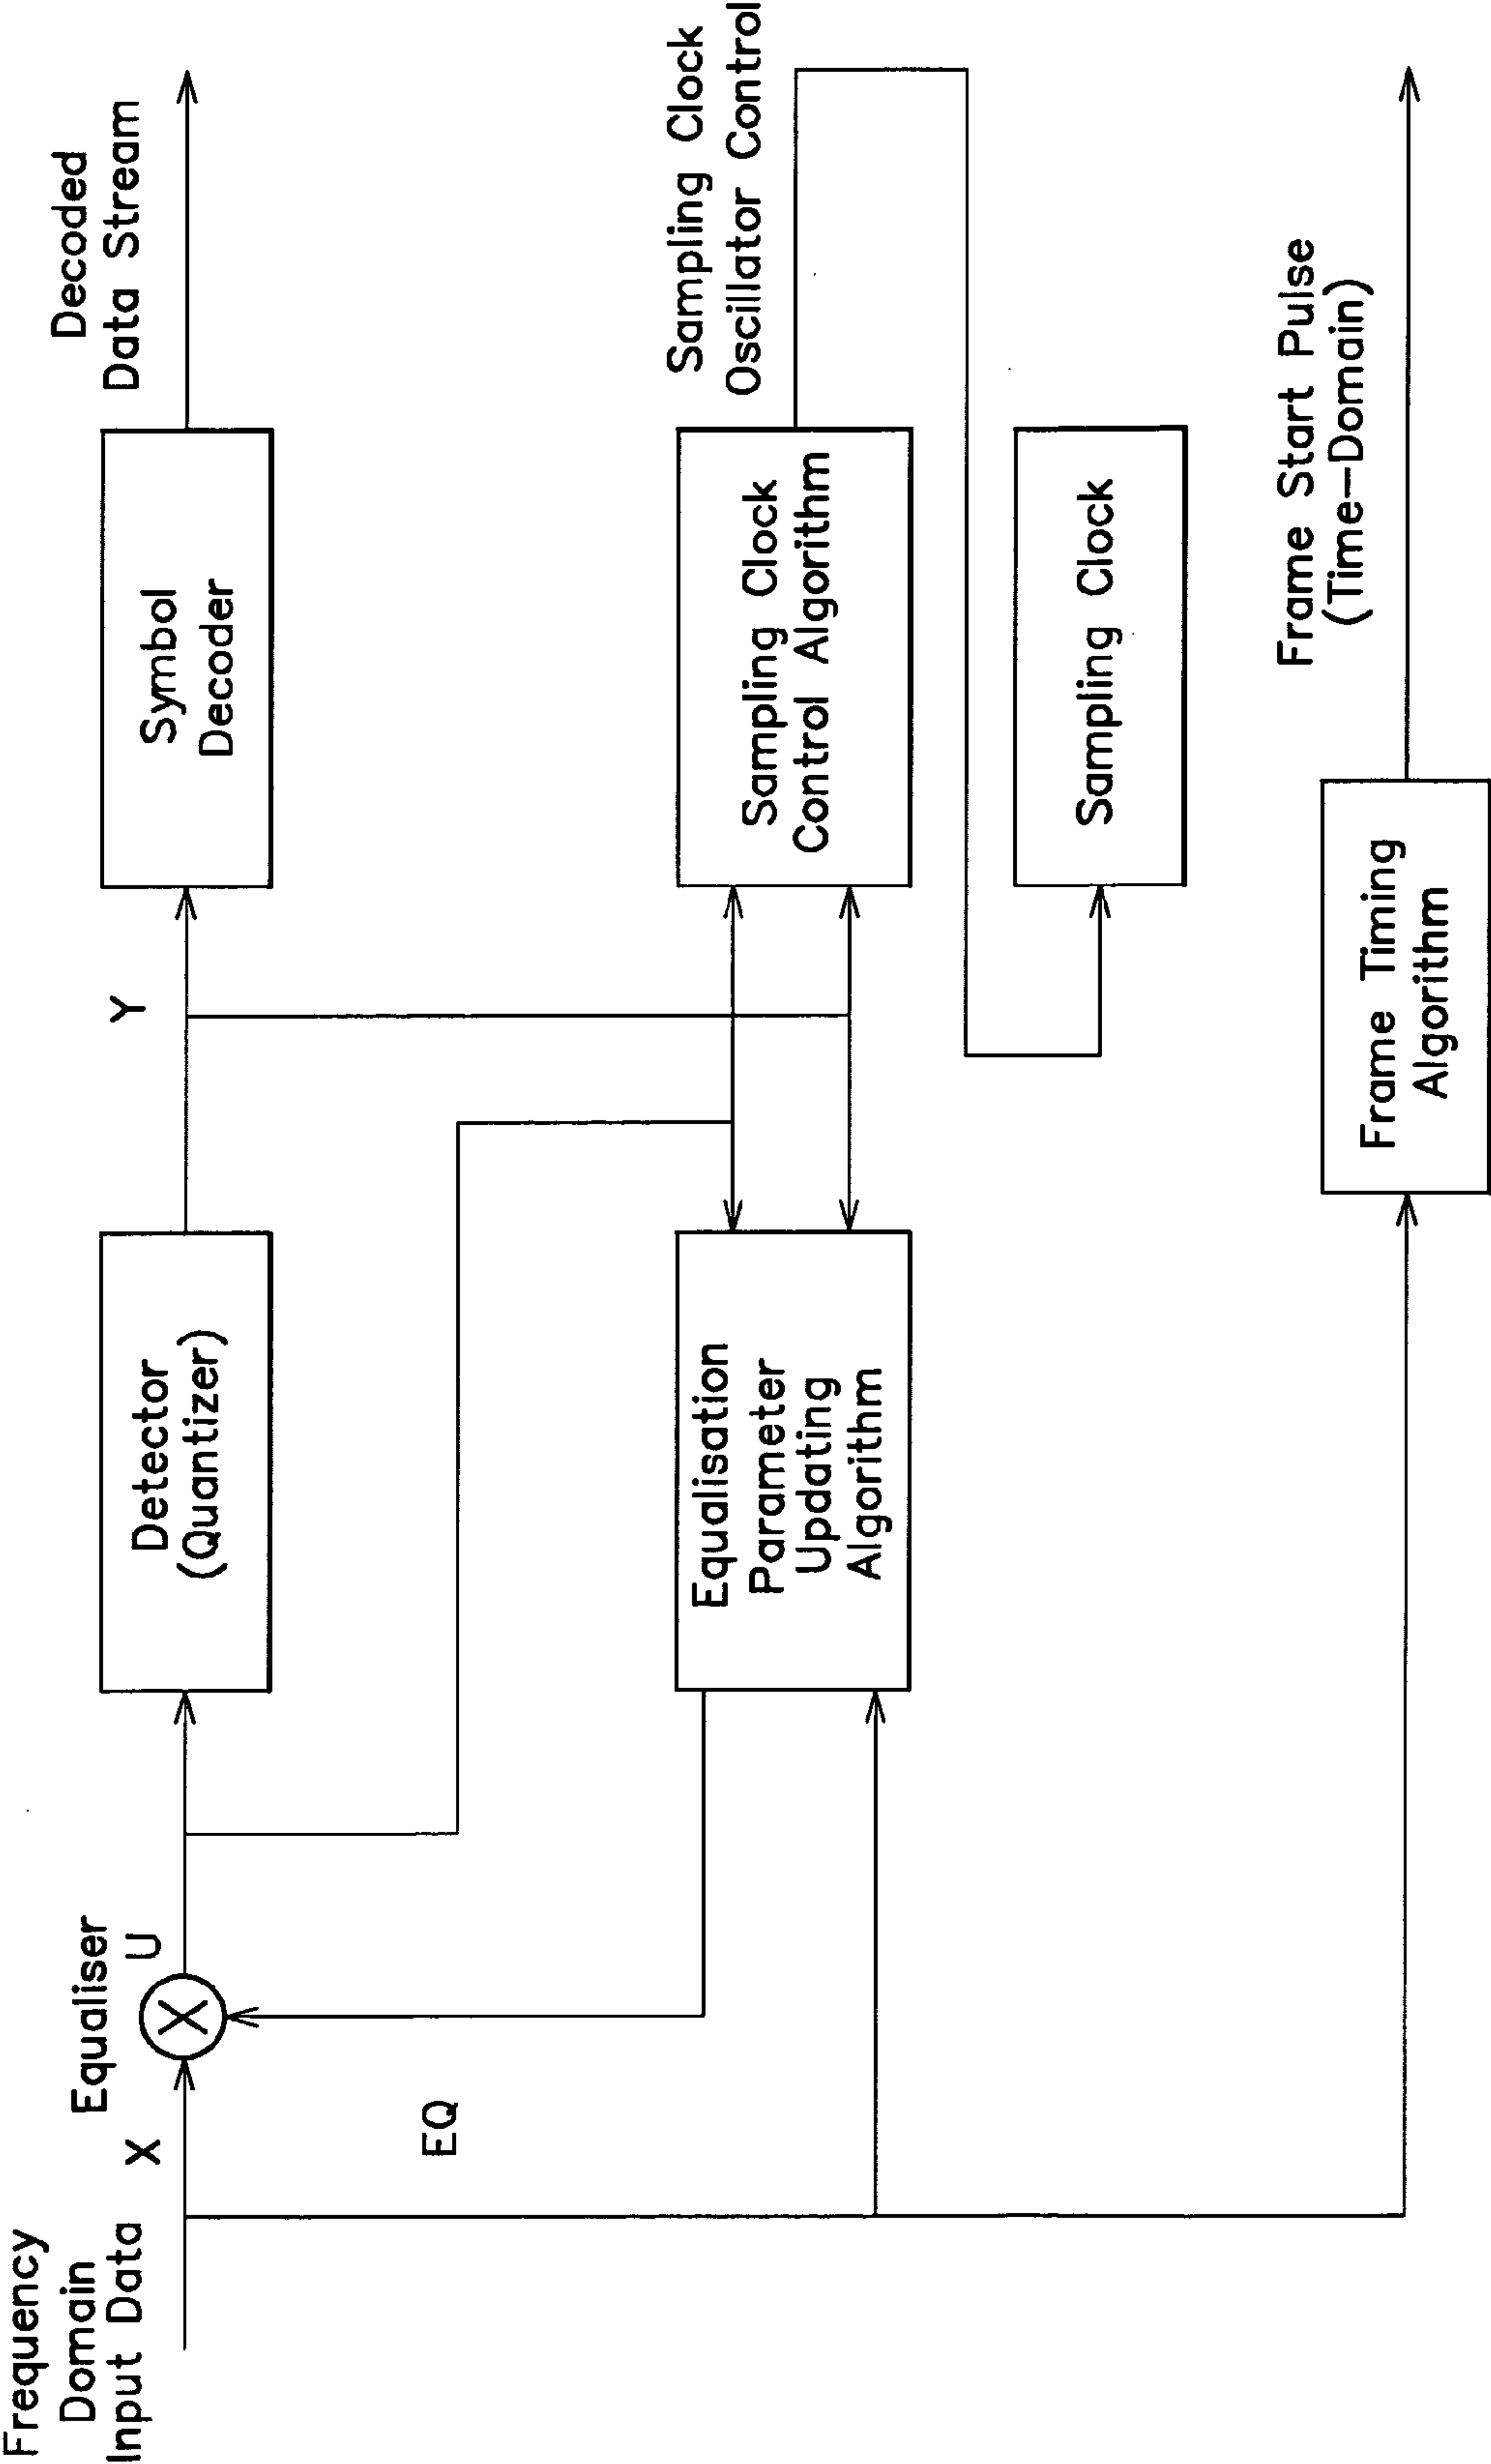 Frequency
Domain
Input Data
X
Equaliser
U
EQ
Detector
(Quantizer)
Y
Symbol
Decoder
Decoded
Data Stream
Equalisation
Parameter
Updating
Algorithm
Sampling Clock
Control Algorithm
Sampling Clock
Oscillator Control
Sampling Clock
Frame Timing
Algorithm
Frame Start Pulse
(Time-Domain)